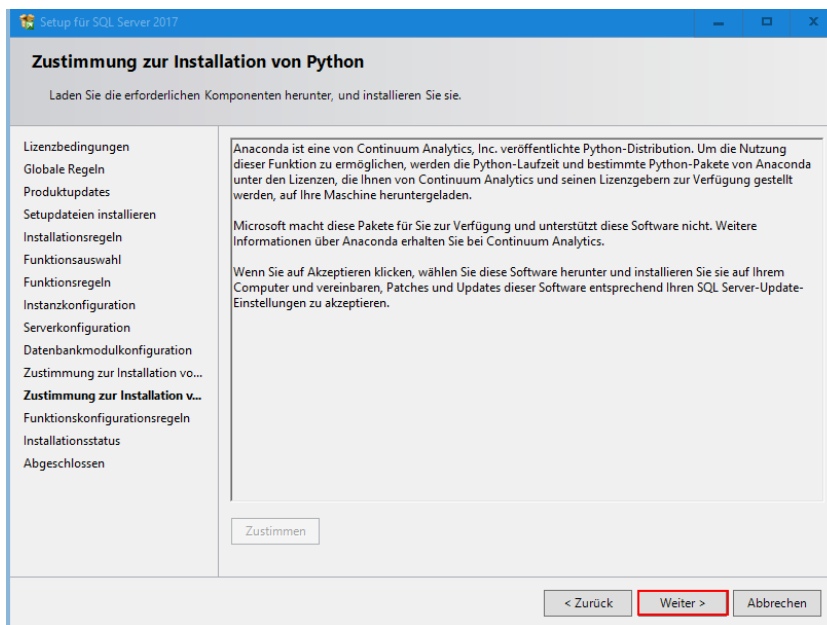 Setup für SQL Server 2017
Zustimmung zur Installation von Python
Laden Sie die erforderlichen Komponenten herunter, und installieren Sie sie.
Lizenzbedingungen
Globale Regeln
Produktupdates
Setupdateien installieren
Installationsregeln
Funktionsauswahl
Funktionsregeln
Instanzkonfiguration
Serverkonfiguration
Datenbankmodulkonfiguration
Zustimmung zur Installation vo...
Zustimmung zur Installation v...
Funktionskonfigurationsregeln
Installationsstatus
Abgeschlossen
Anaconda ist eine von Continuum Analytics, Inc. veröffentlichte Python-Distribution. Um die Nutzung
dieser Funktion zu ermöglichen, werden die Python-Laufzeit und bestimmte Python-Pakete von Anaconda
unter den Lizenzen, die Ihnen von Continuum Analytics und seinen Lizenzgebern zur Verfügung gestellt
werden, auf Ihre Maschine heruntergeladen.
Microsoft macht diese Pakete für Sie zur Verfügung und unterstützt diese Software nicht. Weitere
Informationen über Anaconda erhalten Sie bei Continuum Analytics.
Wenn Sie auf Akzeptieren klicken, wählen Sie diese Software herunter und installieren Sie sie auf Ihrem
Computer und vereinbaren, Patches und Updates dieser Software entsprechend Ihren SQL Server-Update-
Einstellungen zu akzeptieren.
Zustimmen
< Zurück
Weiter >
Abbrechen